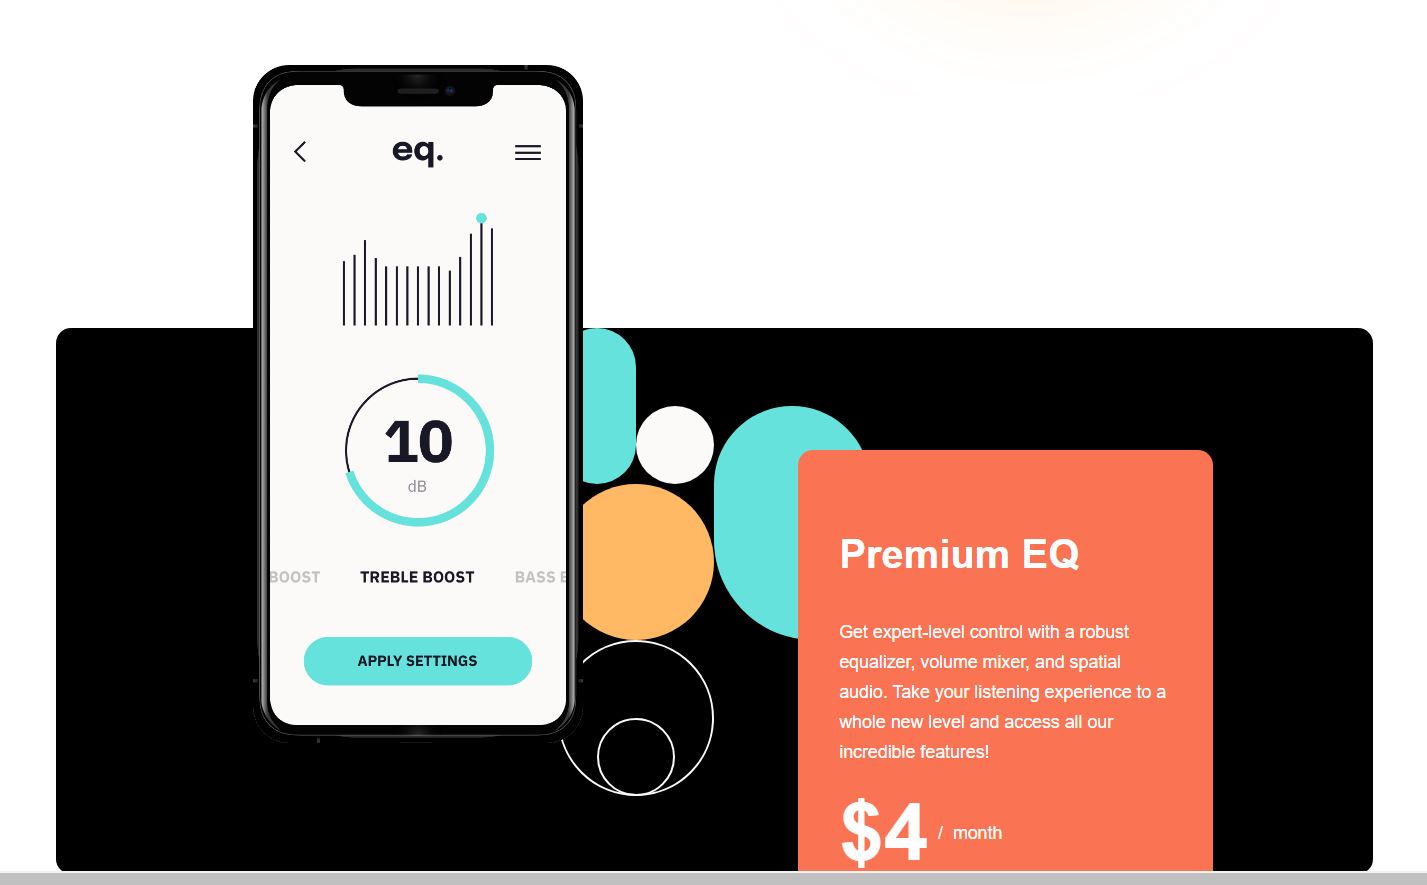 eq.
10
dB
BOOST TREBLE BOOST BASS
APPLY SETTINGS
Premium EQ
Get expert-level control with a robust
equalizer, volume mixer, and spatial
audio. Take your listening experience to a
whole new level and access all our
incredible features!
$4 / month